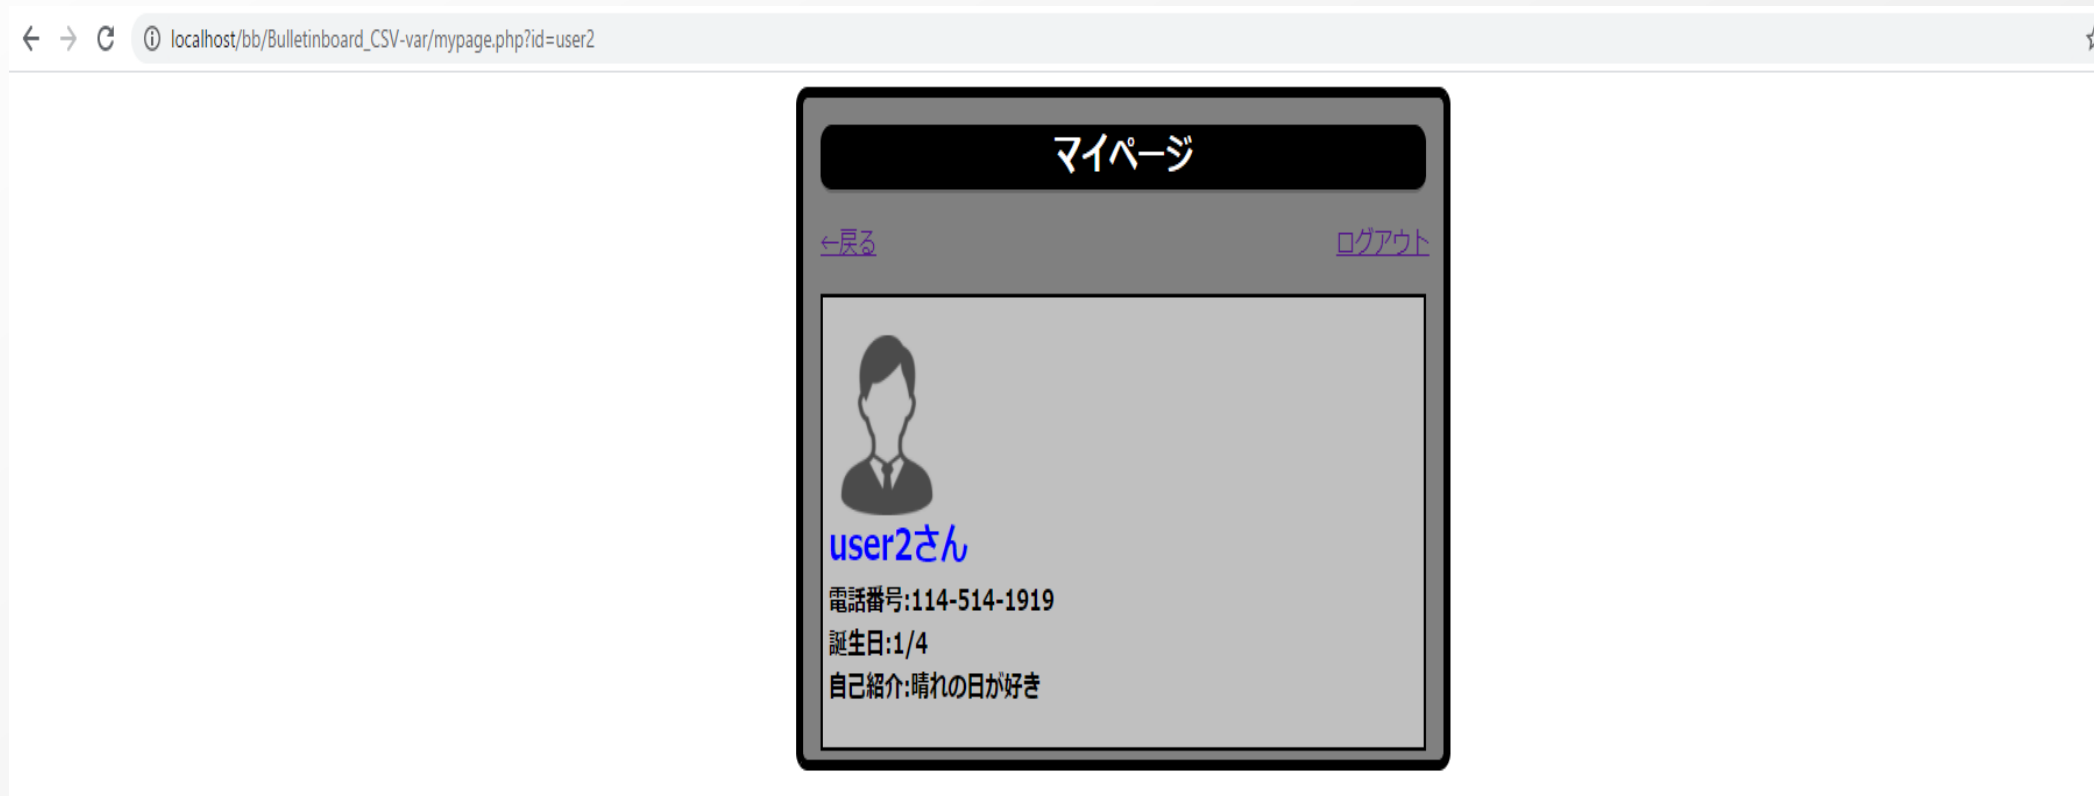 localhost/bb/Bulletinboard_CSV-var/mypage.php?id=user2
マイページ
←戻る
ログアウト
user2さん
電話番号:114-514-1919
誕生日:1/4
自己紹介:晴れの日が好き